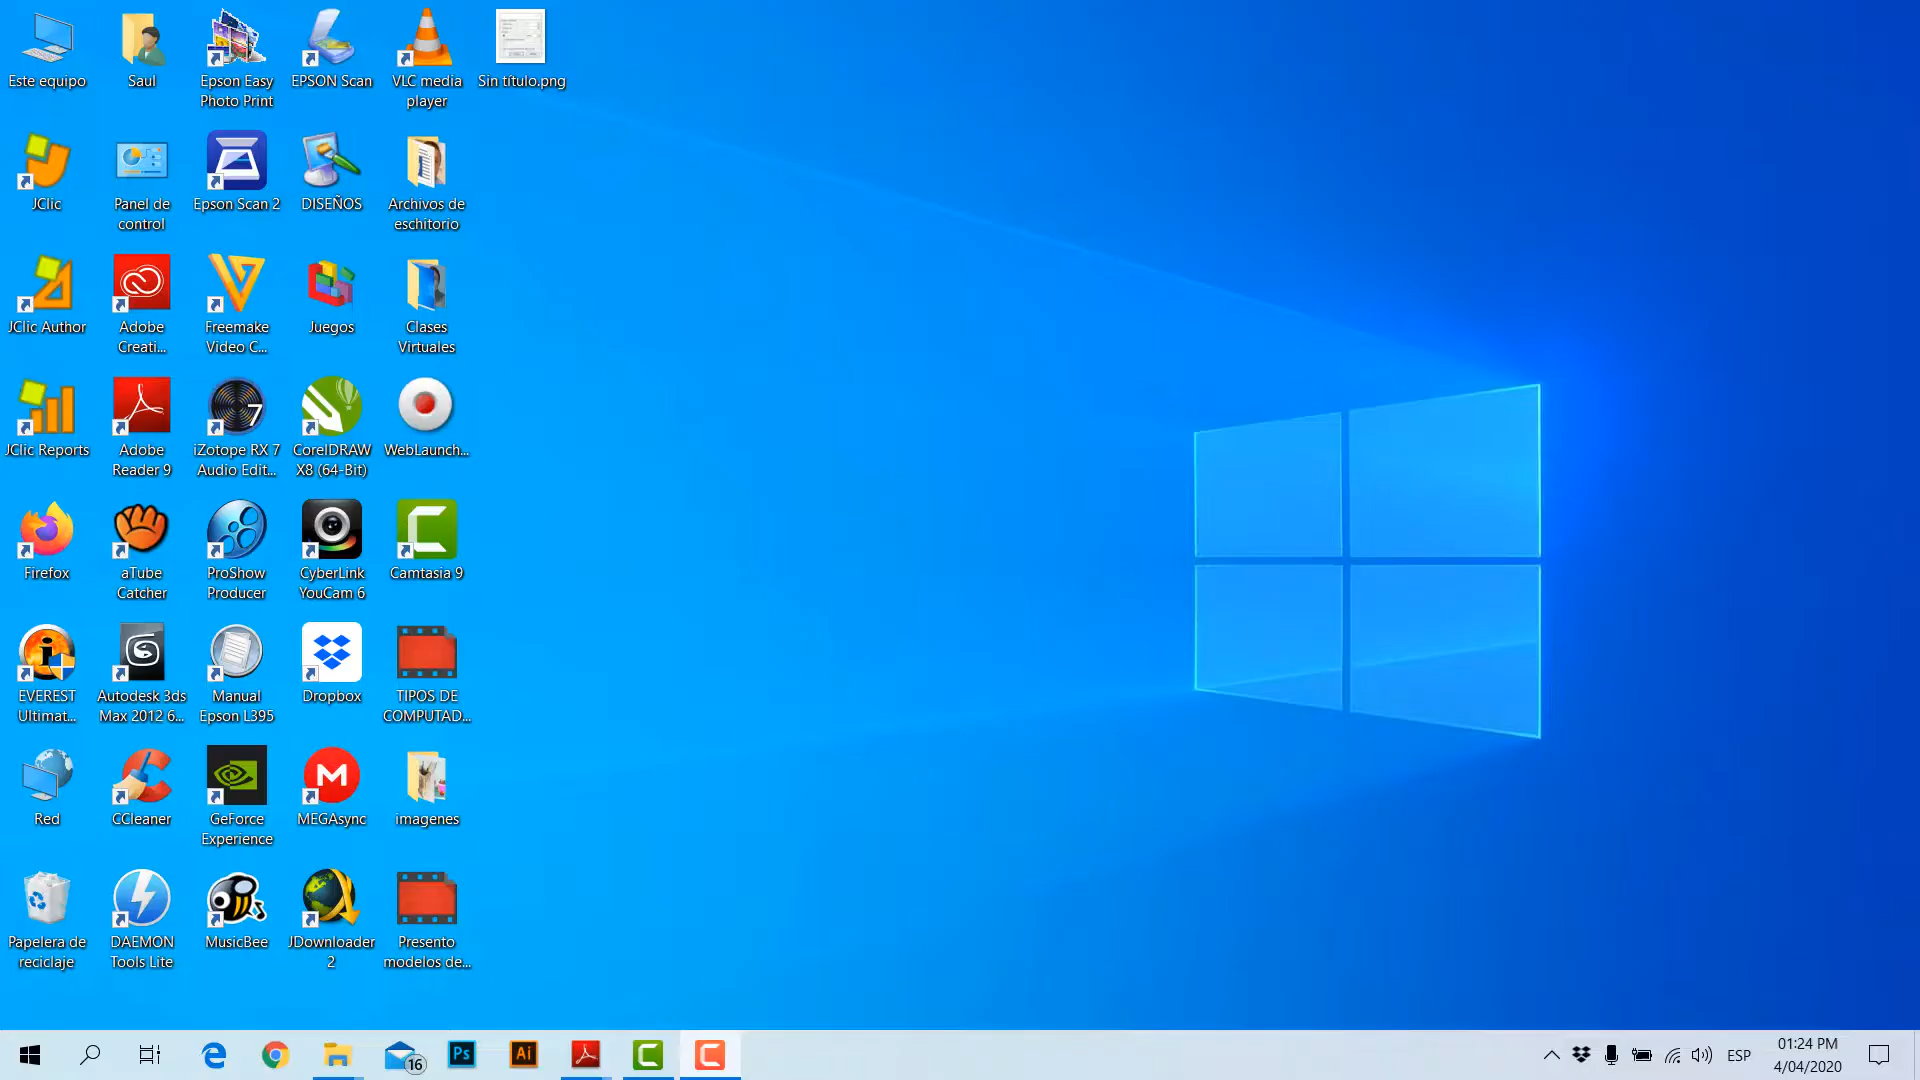 Este equipo
Saul
Epson Easy
Photo Print
EPSON Scan
VLC media
player
Sin título.png
JClic
Panel de
control
Epson Scan 2
DISEÑOS
Archivos de
eschitorio
JClic Author
Adobe
Creati...
Freemake
Video C...
Juegos
Clases
Virtuales
JClic Reports
Adobe
Reader 9
7
iZotope RX 7
Audio Edit...
CorelDRAW
X8 (64-Bit)
WebLaunch...
Firefox
aTube
Catcher
ProShow
Producer
CyberLink
YouCam 6
Camtasia 9
EVEREST
Ultimat...
Autodesk 3ds
Max 2012 6...
Manual
Epson L395
Dropbox
TIPOS DE
COMPUTAD...
Red
CCleaner
GeForce
Experience
MEGAsync
imagenes
Papelera de
reciclaje
DAEMON
Tools Lite
MusicBee
JDownloader
2
Presento
modelos de...
16
Ps
Ai
ESP
01:24 PM
4/04/2020